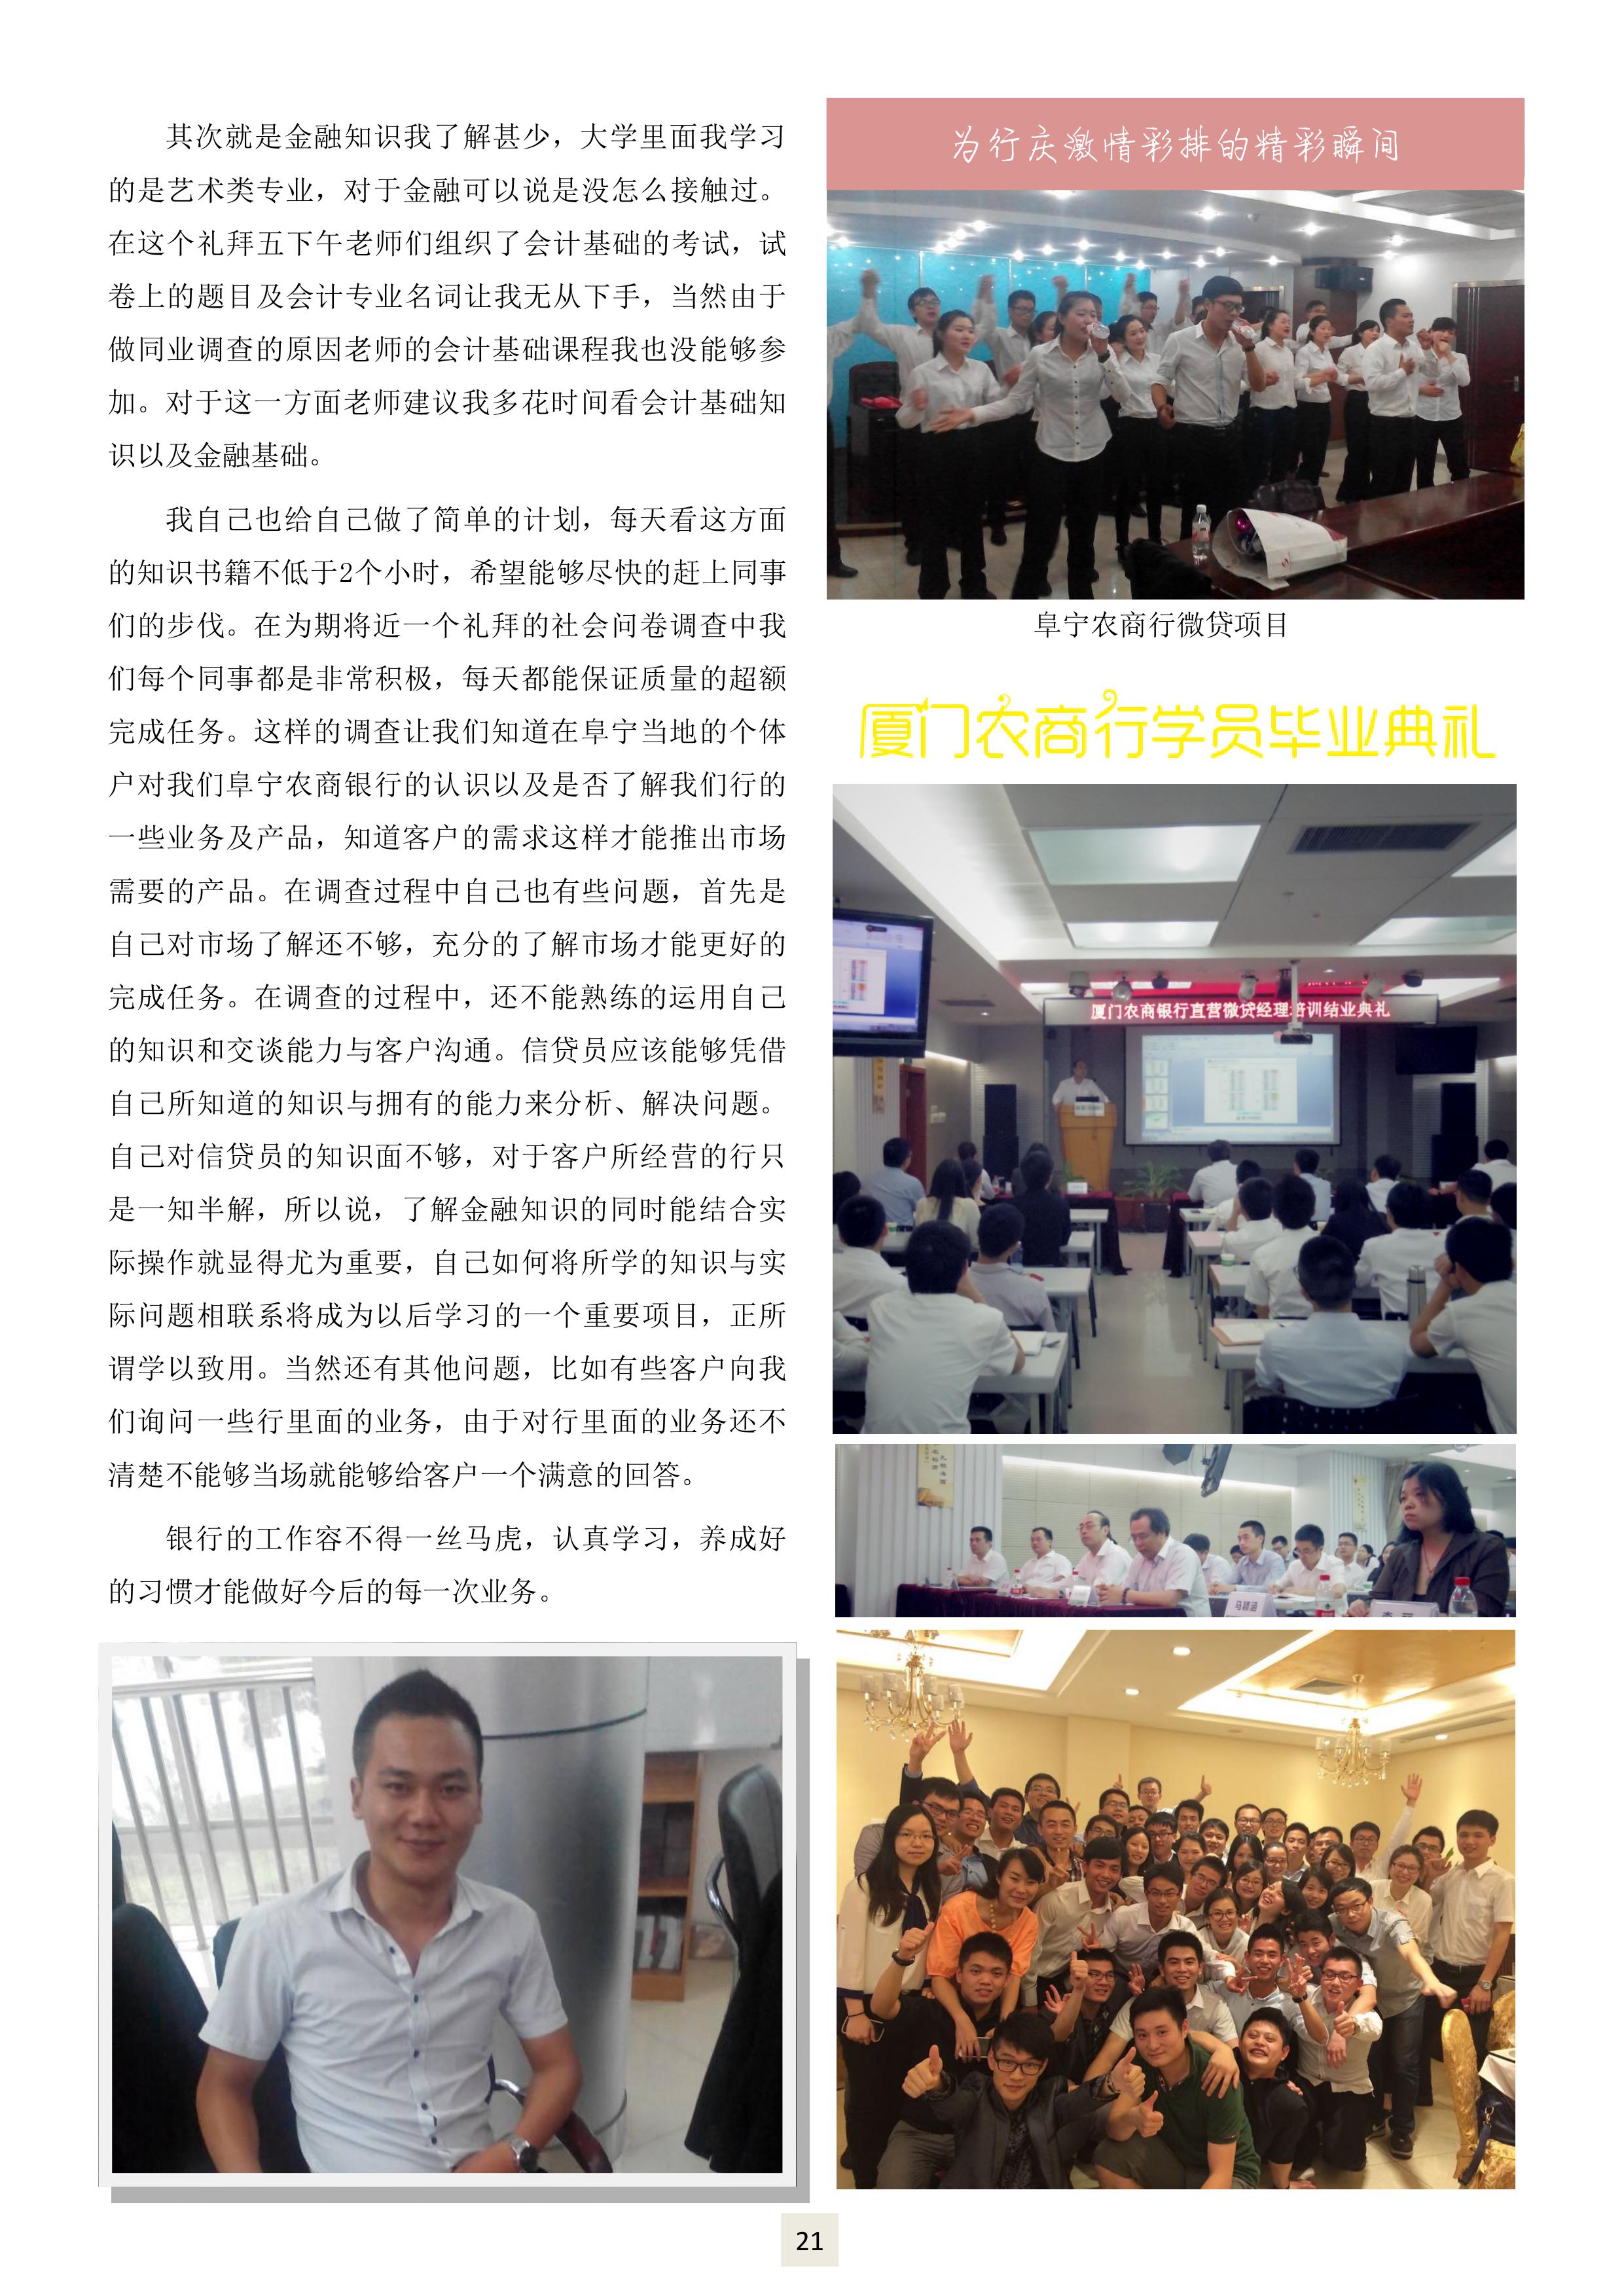 其次就是金融知识我了解甚少，大学里面我学习
的是艺术类专业，对于金融可以说是没怎么接触过。
在这个礼拜五下午老师们组织了会计基础的考试，试
卷上的题目及会计专业名词让我无从下手，当然由于
做同业调查的原因老师的会计基础课程我也没能够参
加。对于这一方面老师建议我多花时间看会计基础知
识以及金融基础。
我自己也给自己做了简单的计划，每天看这方面
的知识书籍不低于2个小时，希望能够尽快的赶上同事
们的步伐。在为期将近一个礼拜的社会问卷调查中我
们每个同事都是非常积极，每天都能保证质量的超额
完成任务。这样的调查让我们知道在阜宁当地的个体
户对我们阜宁农商银行的认识以及是否了解我们行的
一些业务及产品，知道客户的需求这样才能推出市场
需要的产品。在调查过程中自己也有些问题，首先是
自己对市场了解还不够，充分的了解市场才能更好的
完成任务。在调查的过程中，还不能熟练的运用自己
的知识和交谈能力与客户沟通。信贷员应该能够凭借
自己所知道的知识与拥有的能力来分析、解决问题。
自己对信贷员的知识面不够，对于客户所经营的行只
是一知半解，所以说，了解金融知识的同时能结合实
际操作就显得尤为重要，自己如何将所学的知识与实
际问题相联系将成为以后学习的一个重要项目，正所
谓学以致用。当然还有其他问题，比如有些客户向我
们询问一些行里面的业务，由于对行里面的业务还不
清楚不能够当场就能够给客户一个满意的回答。
银行的工作容不得一丝马虎，认真学习，养成好
的习惯才能做好今后的每一次业务。
为行庆激情彩排的精彩瞬间
阜宁农商行微贷项目
厦门农商行学员毕业典礼
厦门农商银行直营微贷经理培训结业典礼
21